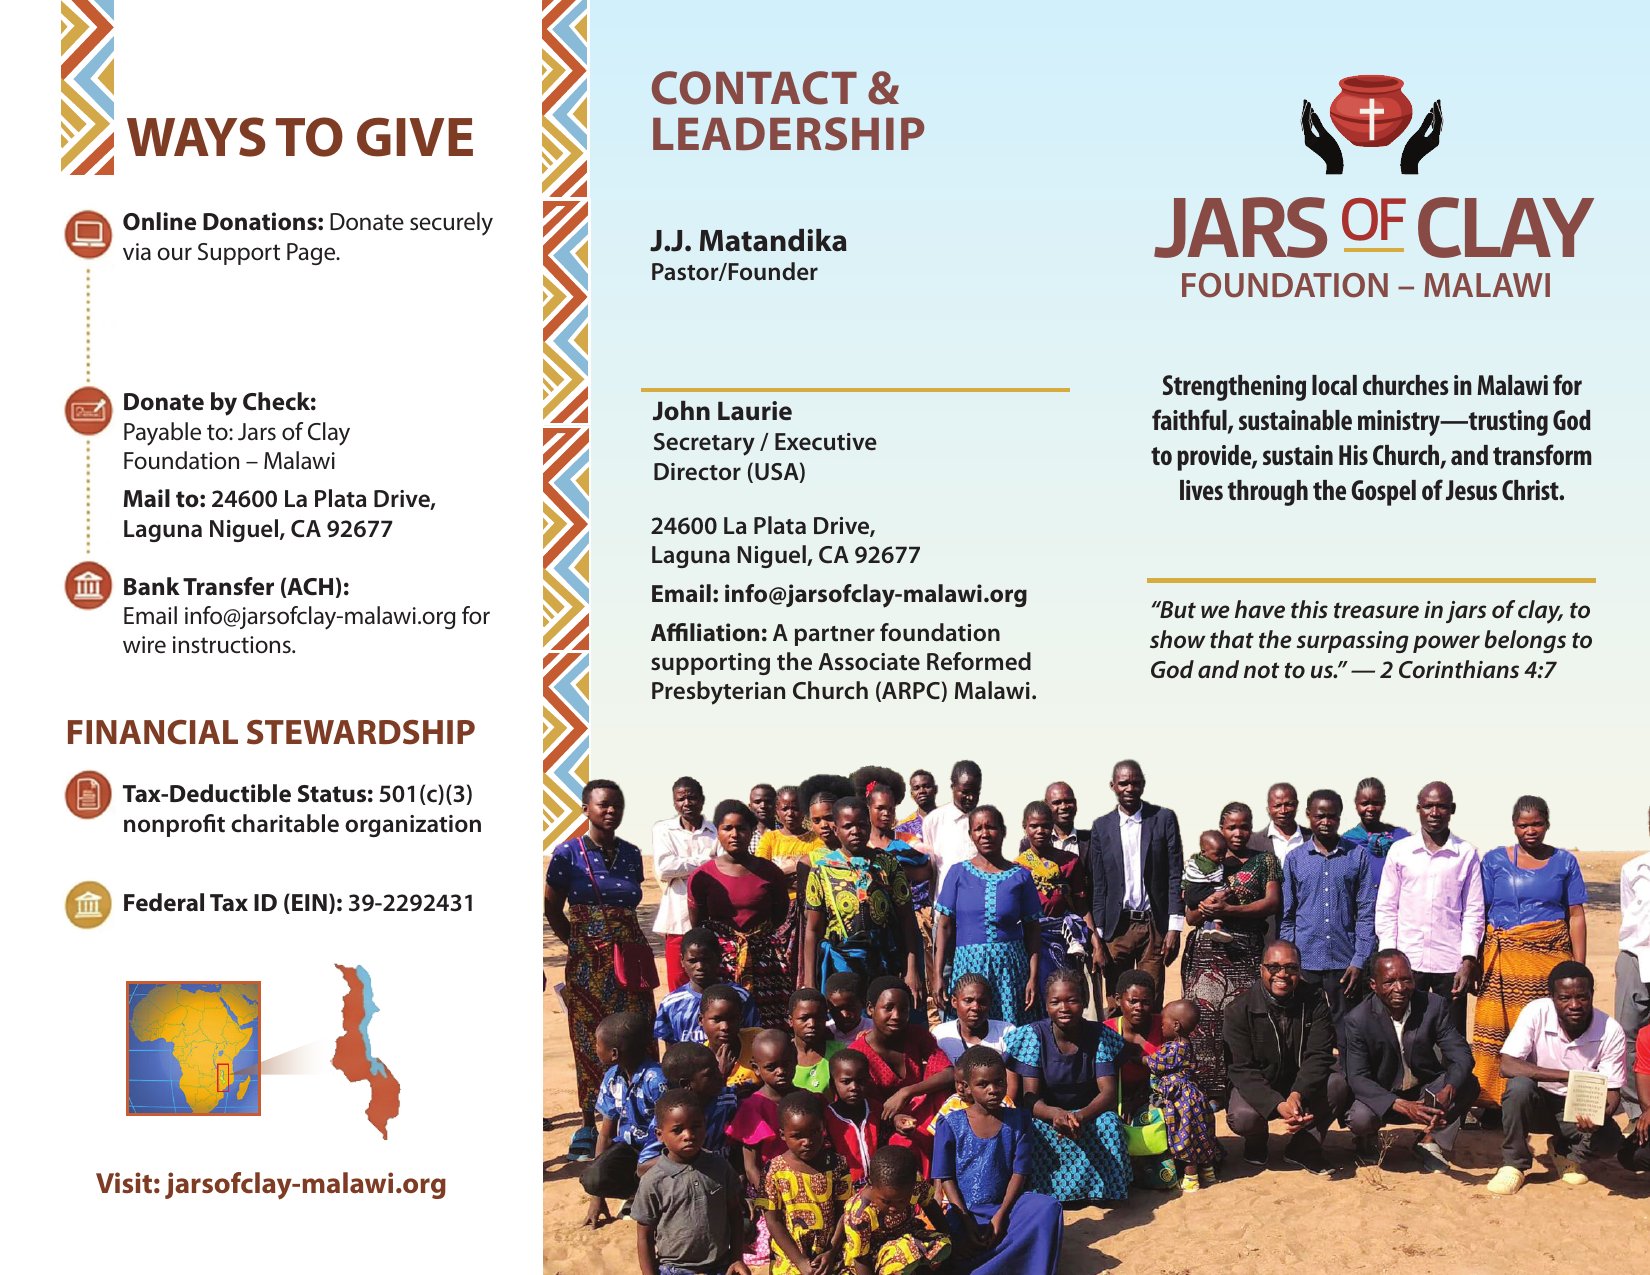 WAYS TO GIVE
Online Donations: Donate securely
via our Support Page.
Donate by Check:
Payable to: Jars of Clay
Foundation – Malawi
Mail to: 24600 La Plata Drive,
Laguna Niguel, CA 92677
Bank Transfer (ACH):
Email info@jarsofclay-malawi.org for
wire instructions.
FINANCIAL STEWARDSHIP
Tax-Deductible Status: 501(c)(3)
nonprofit charitable organization
Federal Tax ID (EIN): 39-2292431
Visit: jarsofclay-malawi.org
CONTACT &
LEADERSHIP
J.J. Matandika
Pastor/Founder
John Laurie
Secretary / Executive
Director (USA)
24600 La Plata Drive,
Laguna Niguel, CA 92677
Email: info@jarsofclay-malawi.org
Affiliation: A partner foundation
supporting the Associate Reformed
Presbyterian Church (ARPC) Malawi.
JARS OF CLAY
FOUNDATION – MALAWI
Strengthening local churches in Malawi for
faithful, sustainable ministry—trusting God
to provide, sustain His Church, and transform
lives through the Gospel of Jesus Christ.
“But we have this treasure in jars of clay, to
show that the surpassing power belongs to
God and not to us.” — 2 Corinthians 4:7